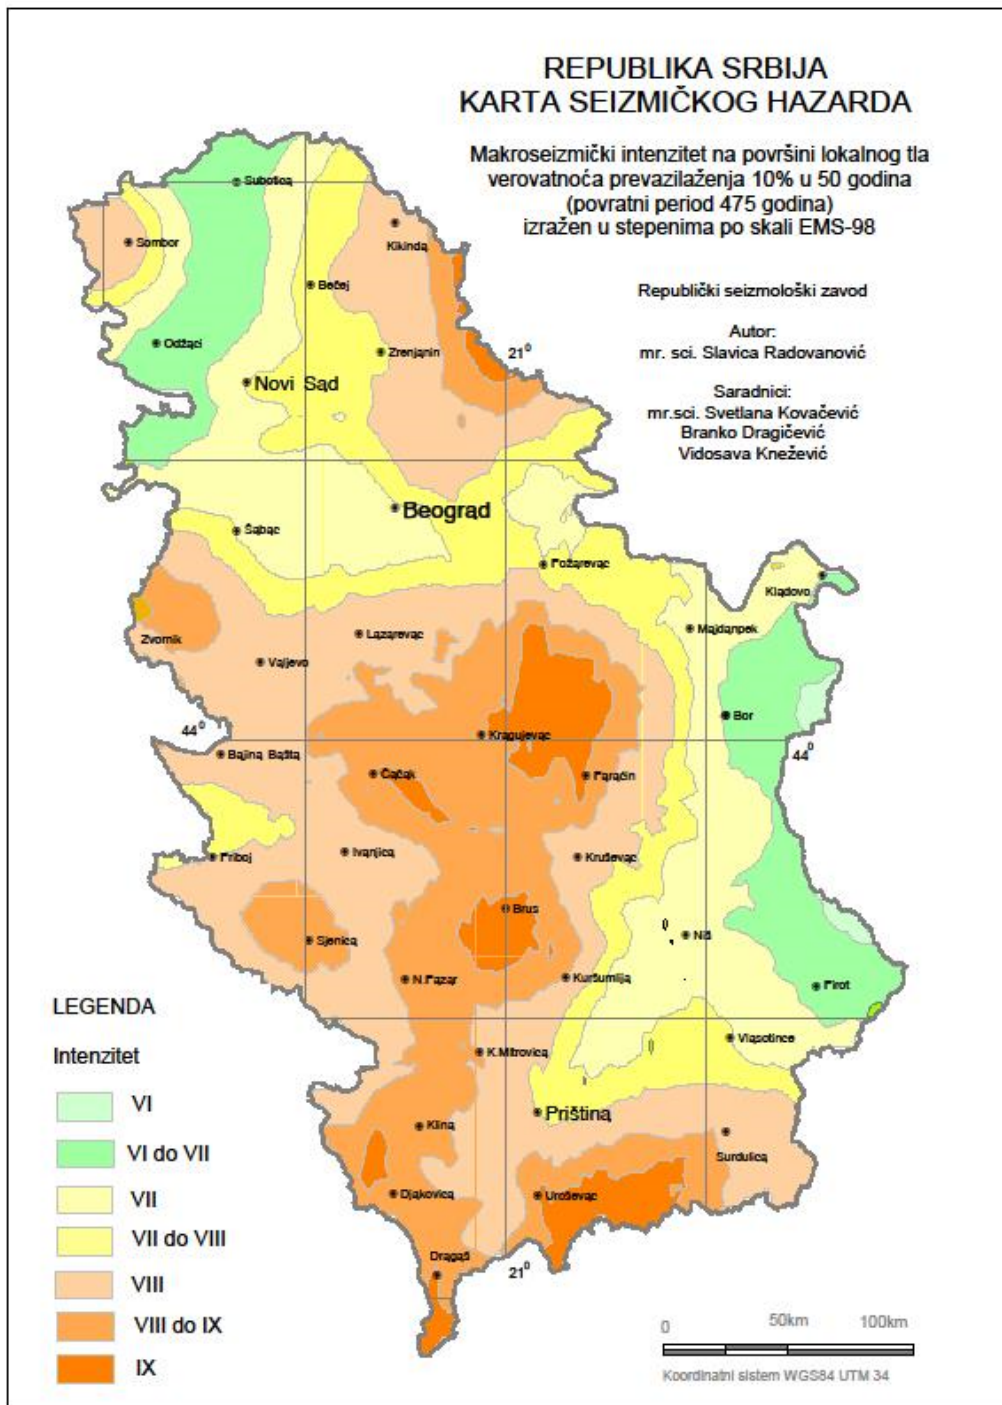 REPUBLIKA SRBIJA
KARTA SEIZMIČKOG HAZARDA
Makroseizmički intenzitet na površini lokalnog tla
verovatnoća prevazilaženja 10% u 50 godina
(povratni period 475 godina)
izražen u stepenima po skali EMS-98
Republički seizmološki zavod
Autor:
mr. sci. Slavica Radovanović
Saradnici:
mr.sci. Svetlana Kovačević
Branko Dragičević
Vidosava Knežević
Subotica
Sombor
Kikinda
Bečej
Odžaci
Zrenjanin
21⁰
Novi Sad
Beograd
Šabac
Požarevac
Kladovo
Majdanpek
Zvornik
Lazarevac
Valjevo
Bor
44⁰
Kragujevac
44⁰
Bajina Bašta
Čačak
Paraćin
Priboj
Ivanjica
Kruševac
Brus
Niš
Sjenica
N.Pazar
Kuršumlija
Pirot
Vlasotince
K.Mitrovica
Priština
Klina
Surdulica
Djakovica
Uroševac
Dragaš
21⁰
LEGENDA
Intenzitet
VI
VI do VII
VII
VII do VIII
VIII
VIII do IX
IX
0 50km 100km
Koordinatni sistem WGS84 UTM 34